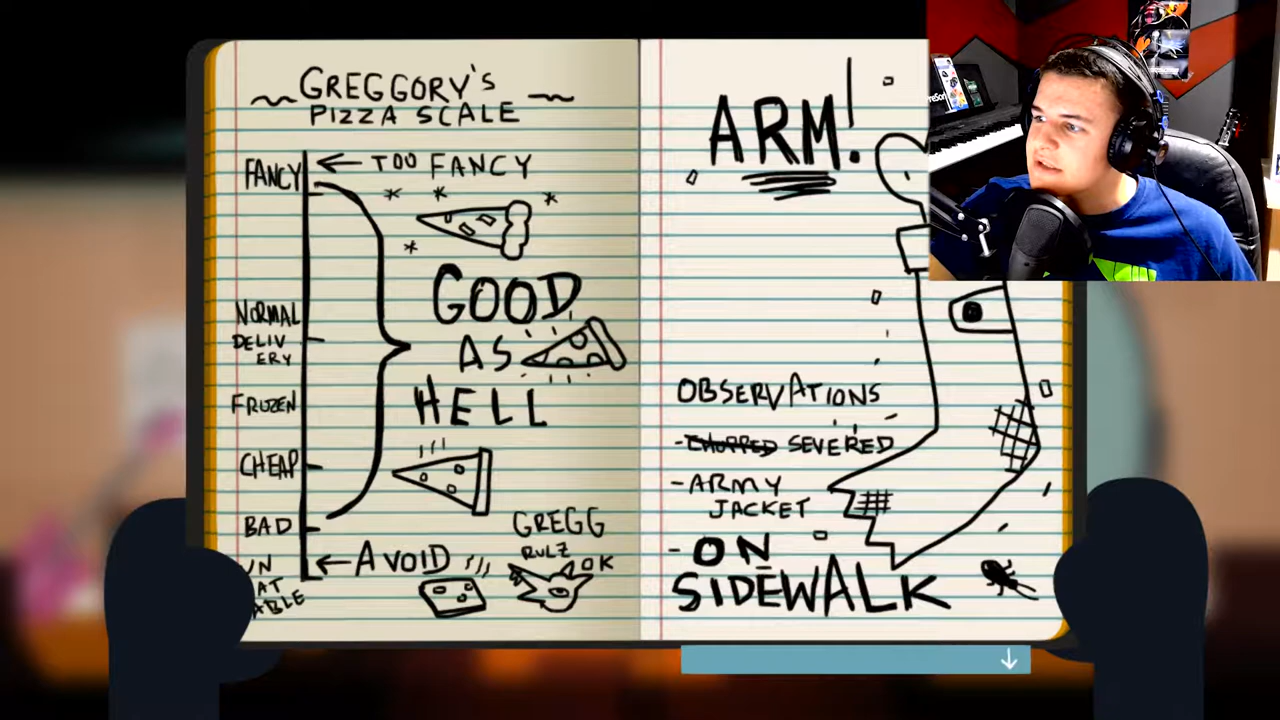 GREGGORY'S
PIZZA SCALE
FANCY
← TOO FANCY
GOOD
AS
HELL
NORMAL
DELIV
ERY
FROZEN
CHEAP
BAD
← AVOID
GREGG
RULZ
OK
ARM!
OBSERVATIONS
- CHOPPED SEVERED
- ARMY
JACKET
- ON
SIDEWALK